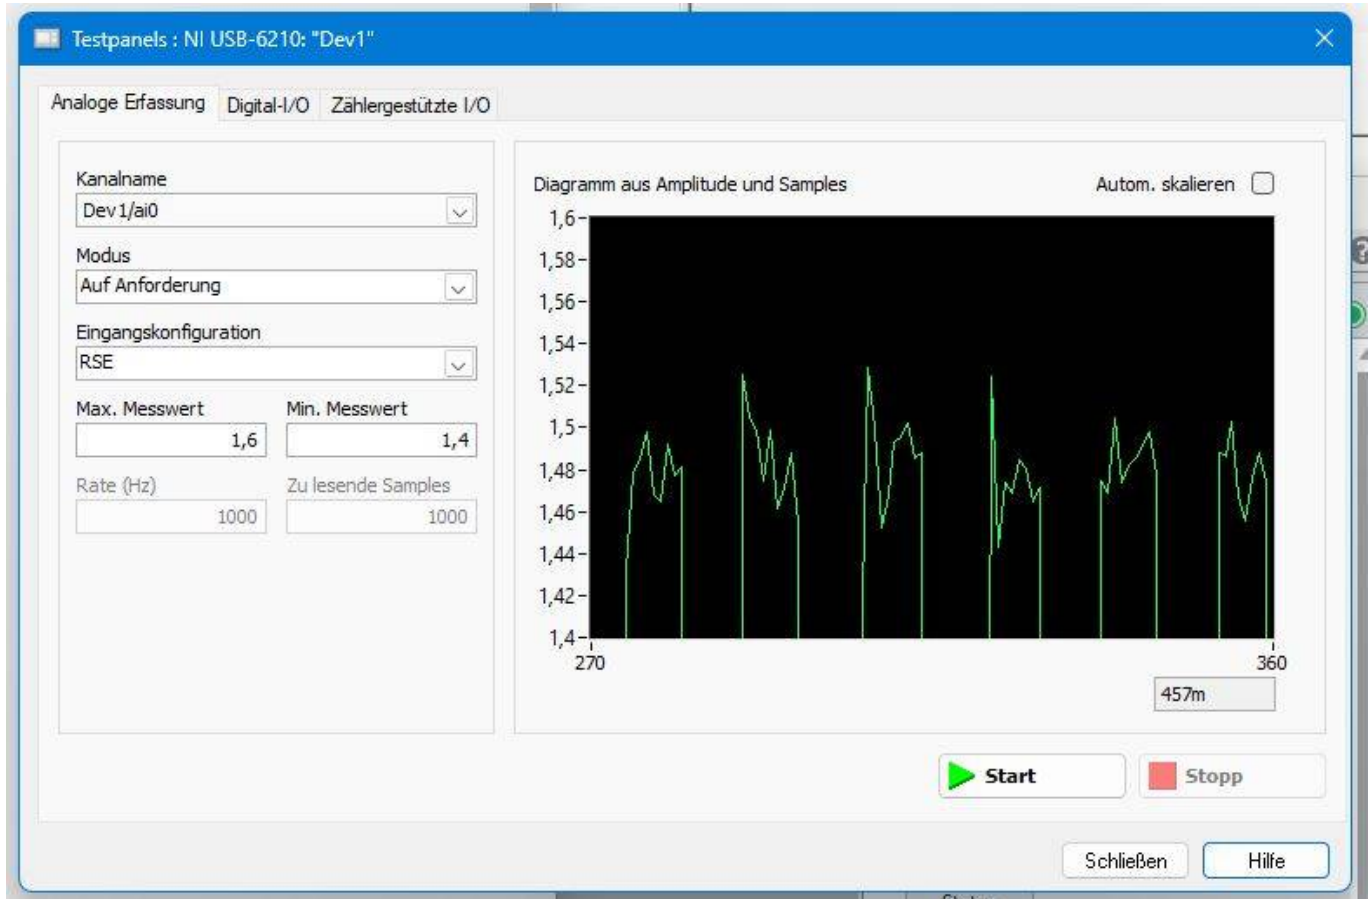 Testpanels : NI USB-6210: "Dev1"
Analoge Erfassung Digital-I/O Zählergestützte I/O
Kanalname
Dev1/ai0
Modus
Auf Anforderung
Eingangskonfiguration
RSE
Max. Messwert Min. Messwert
1,6 1,4
Rate (Hz) Zu lesende Samples
1000 1000
Diagramm aus Amplitude und Samples Autom. skalieren
1,6
1,58
1,56
1,54
1,52
1,5
1,48
1,46
1,44
1,42
1,4
270 360
457m
Start Stopp
Schließen Hilfe